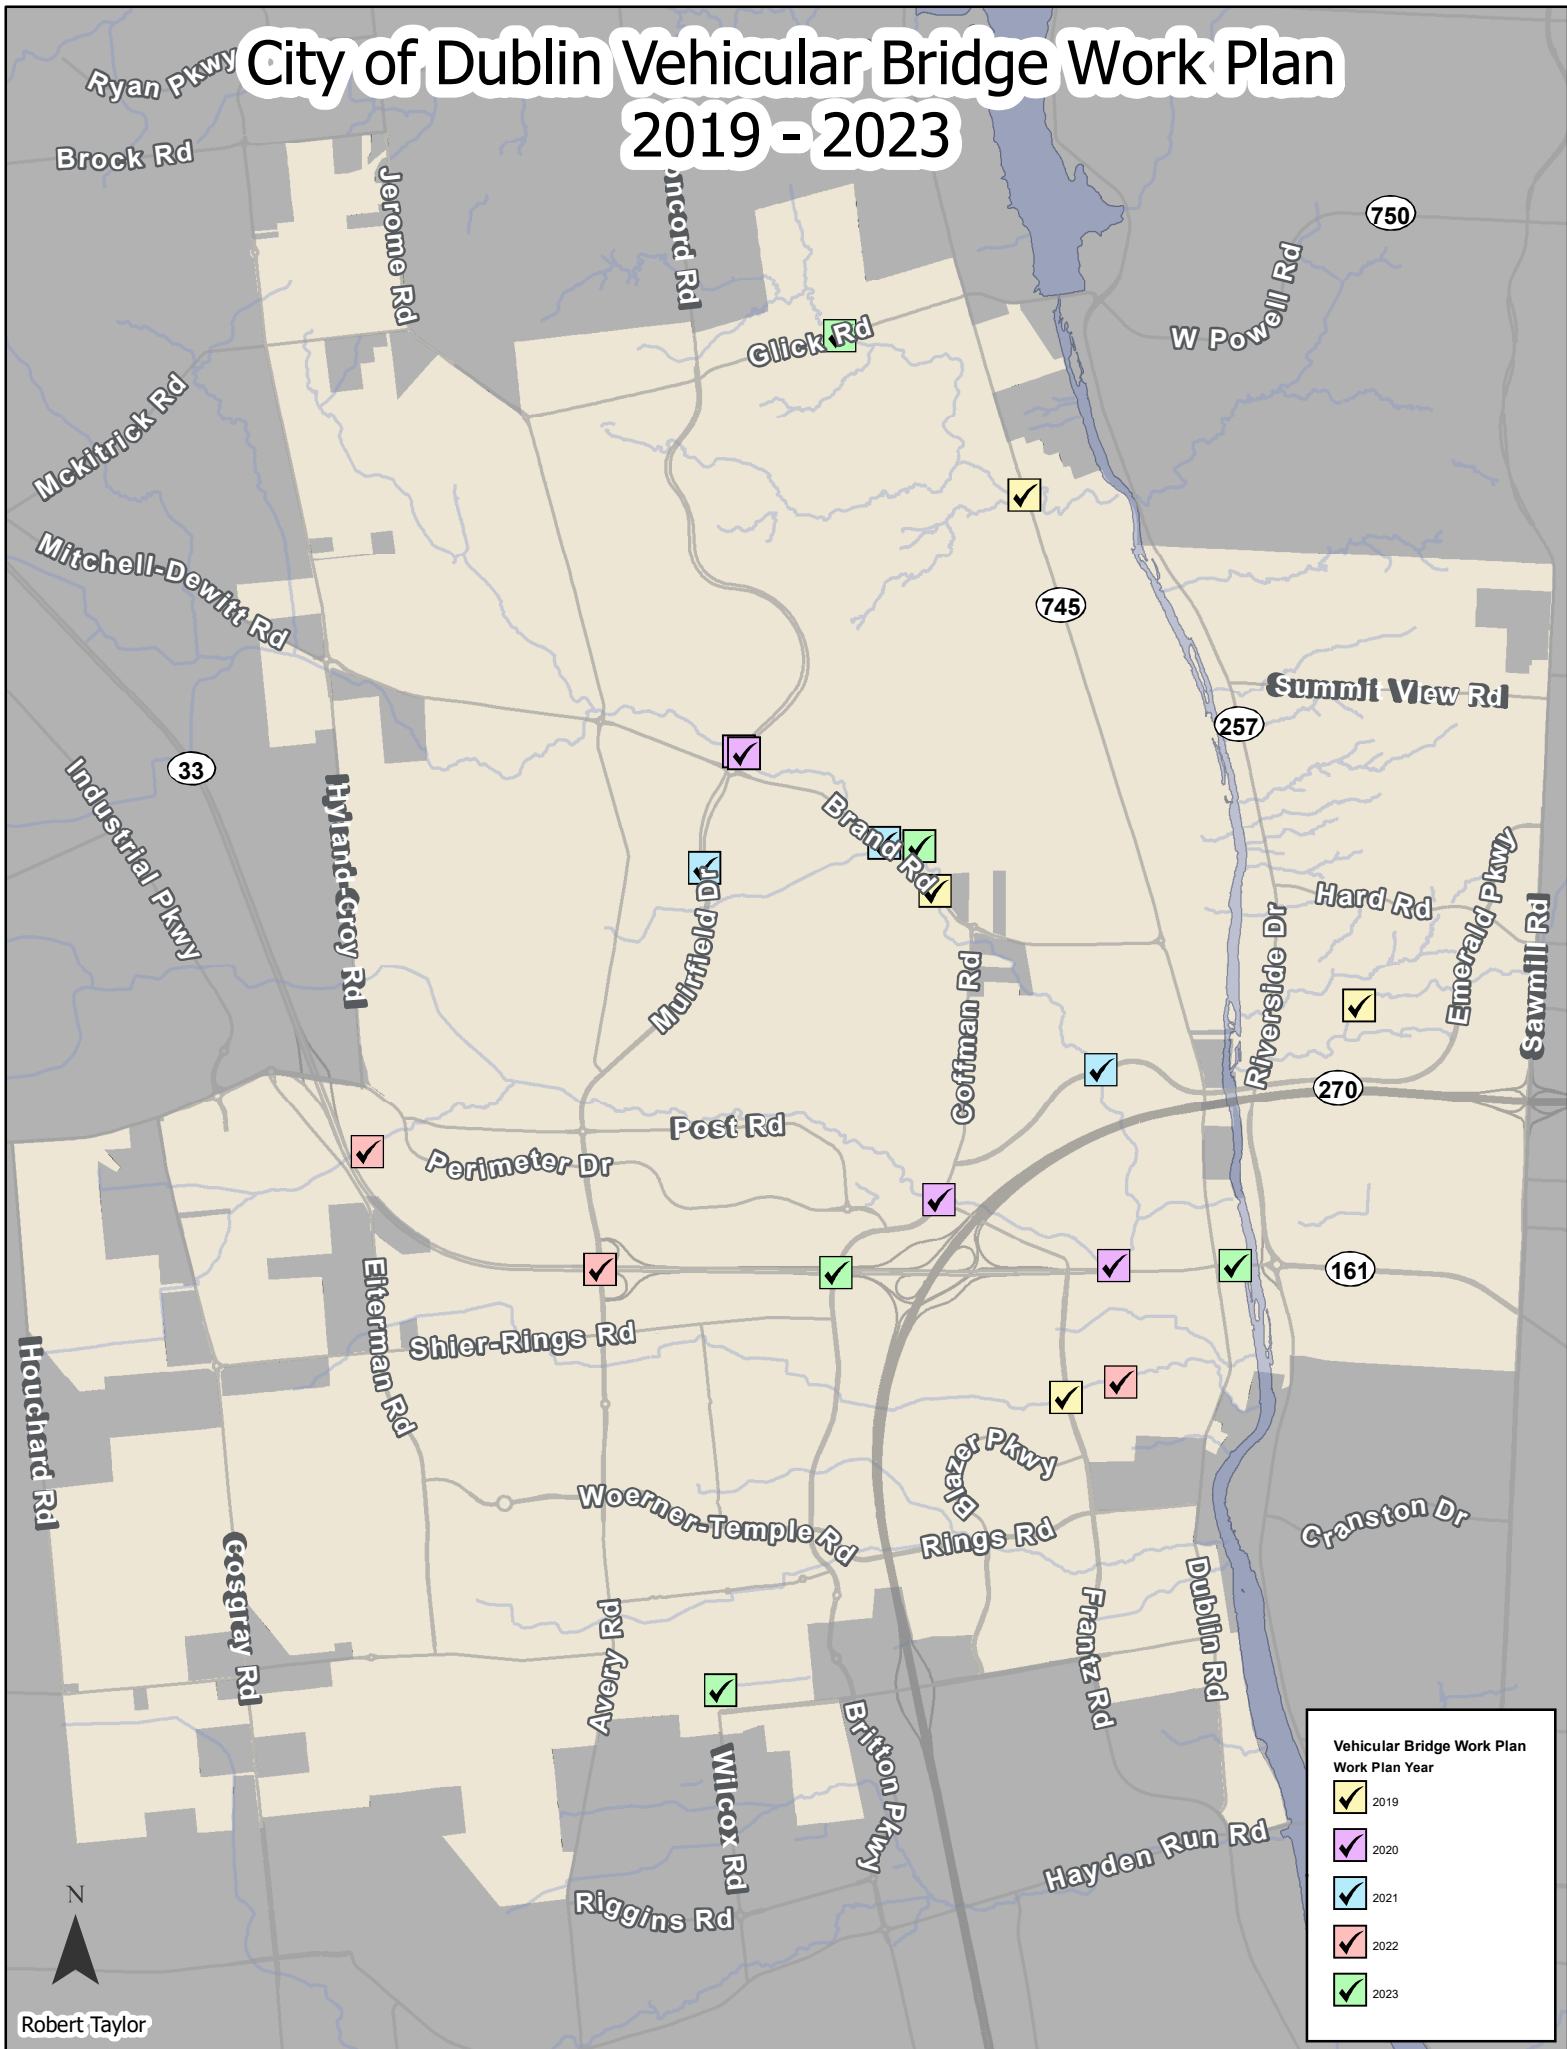 City of Dublin Vehicular Bridge Work Plan
2019 - 2023
Ryan Pkwy
Brock Rd
Jerome Rd
oncord Rd
750
W Powell Rd
Glick Rd
Mckitrick Rd
Mitchell-Dewitt Rd
745
Summit View Rd
257
33
Industrial Pkwy
Hyland-Croy Rd
Brand Rd
Muirfield Dr
Hard Rd
Emerald Pkwy
Sawmill Rd
Riverside Dr
Coffman Rd
270
Post Rd
Perimeter Dr
161
Eiterman Rd
Shier-Rings Rd
Houchard Rd
Blazer Pkwy
Woerner-Temple Rd
Rings Rd
Cranston Dr
Cosgray Rd
Avery Rd
Frantz Rd
Dublin Rd
Britton Pkwy
Wilcox Rd
Hayden Run Rd
Riggins Rd
Vehicular Bridge Work Plan
Work Plan Year
2019
2020
2021
2022
2023
N
Robert Taylor